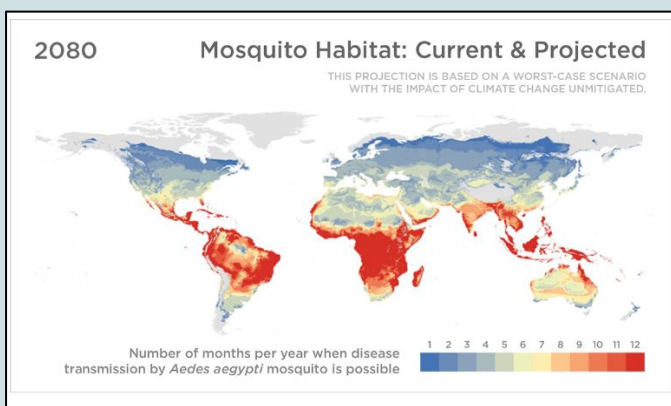 2080
Mosquito Habitat: Current & Projected
THIS PROJECTION IS BASED ON A WORST-CASE SCENARIO
WITH THE IMPACT OF CLIMATE CHANGE UNMITIGATED.
Number of months per year when disease
transmission by Aedes aegypti mosquito is possible
1 2 3 4 5 6 7 8 9 10 11 12